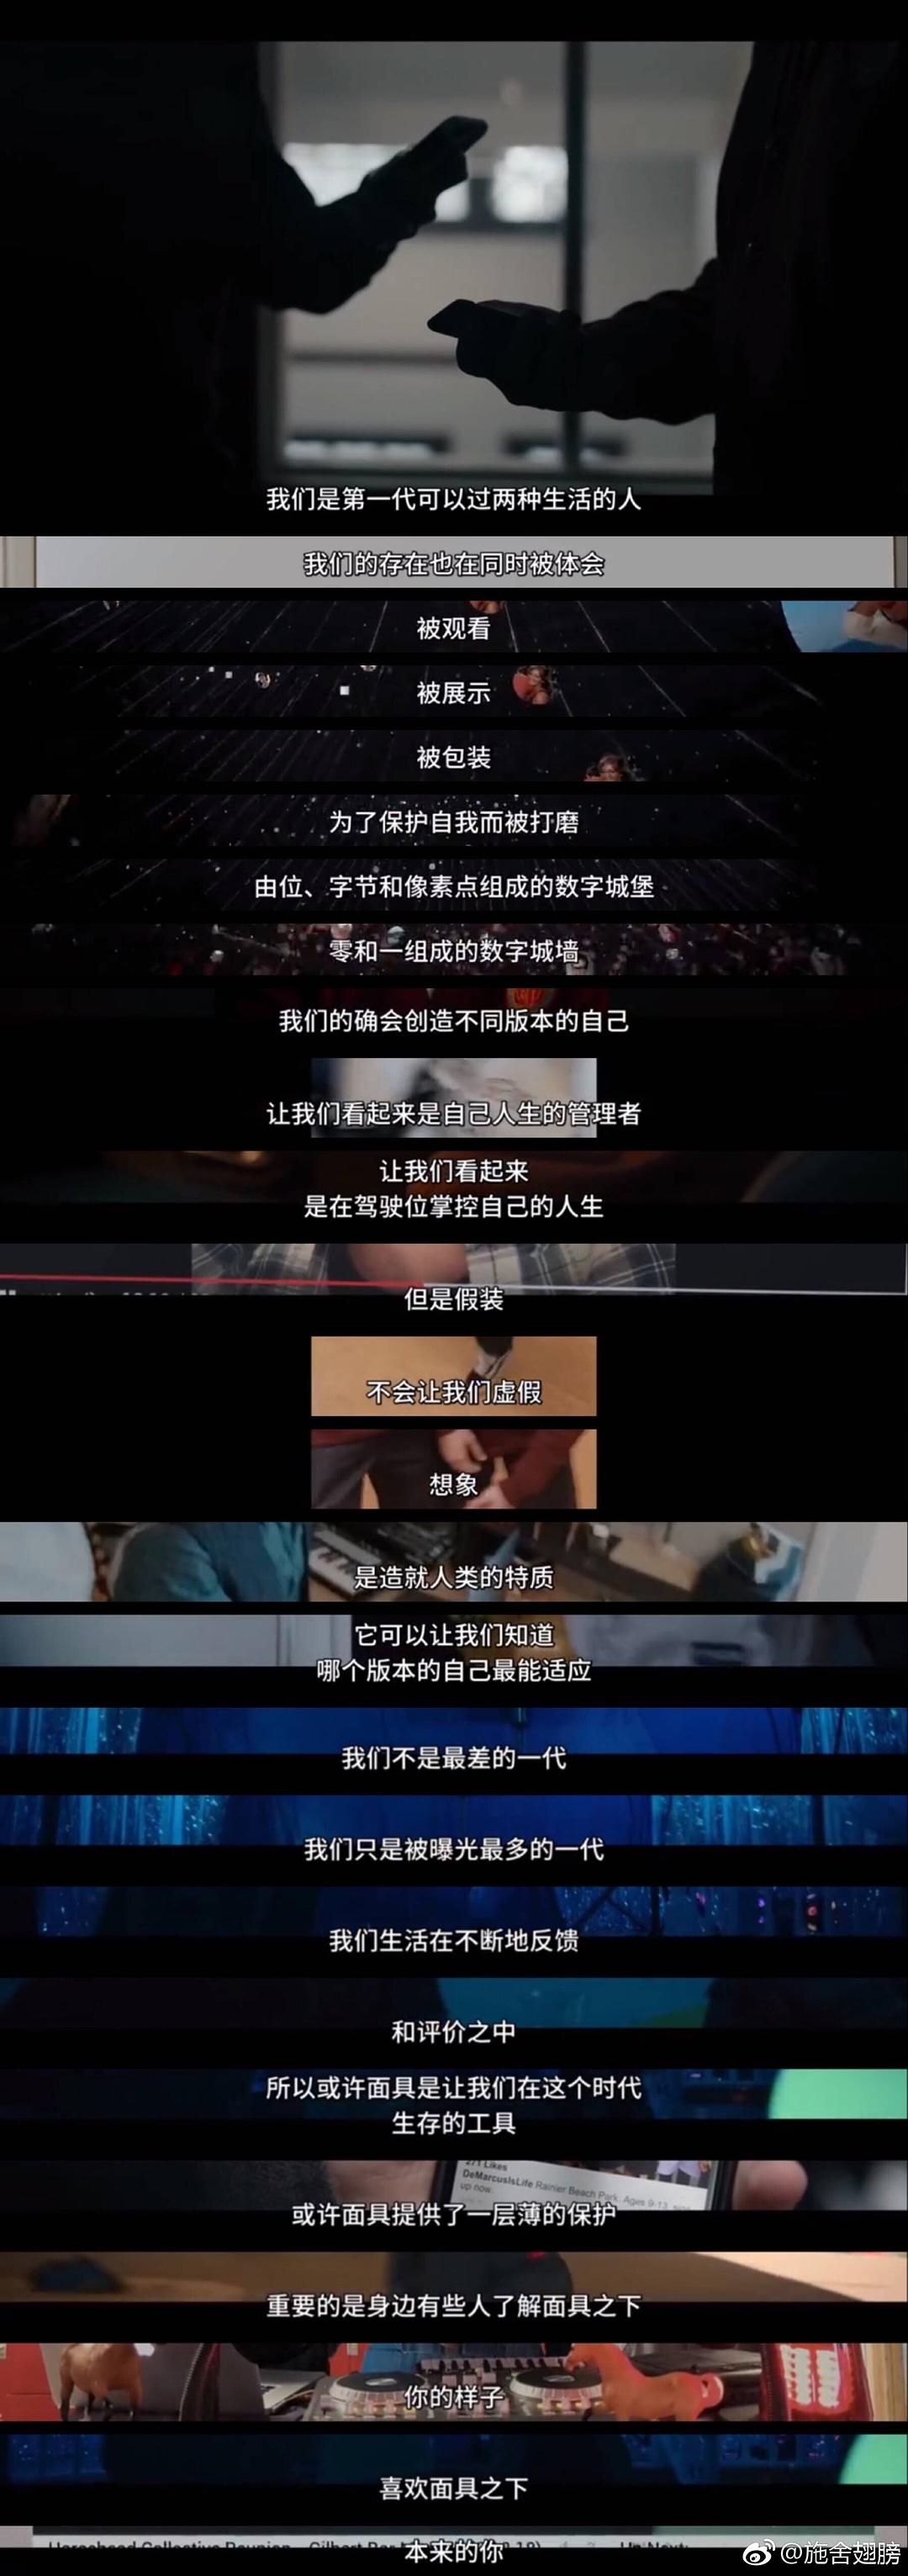 我们是第一代可以过两种生活的人
我们的存在也在同时被体会
被观看
被展示
被包装
为了保护自我而被打磨
由位、字节和像素点组成的数字城堡
零和一组成的数字城墙
我们的确会创造不同版本的自己
让我们看起来是自己人生的管理者
让我们看起来
是在驾驶位掌控自己的人生
但是假装
不会让我们虚假
想象
是造就人类的特质
它可以让我们知道
哪个版本的自己最能适应
我们不是最差的一代
我们只是被曝光最多的一代
我们生活在不断地反馈
和评价之中
所以或许面具是让我们在这个时代
生存的工具
271 Likes
DeMarcusIsLife Rainier Beach Park. Ages 9-13.
up now.
或许面具提供了一层薄的保护
重要的是身边有些人了解面具之下
你的样子
喜欢面具之下
本来的你
@施舍翅膀